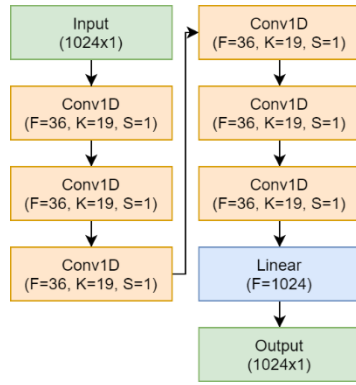 Input
(1024x1)
Conv1D
(F=36, K=19, S=1)
Conv1D
(F=36, K=19, S=1)
Conv1D
(F=36, K=19, S=1)
Conv1D
(F=36, K=19, S=1)
Conv1D
(F=36, K=19, S=1)
Conv1D
(F=36, K=19, S=1)
Linear
(F=1024)
Output
(1024x1)